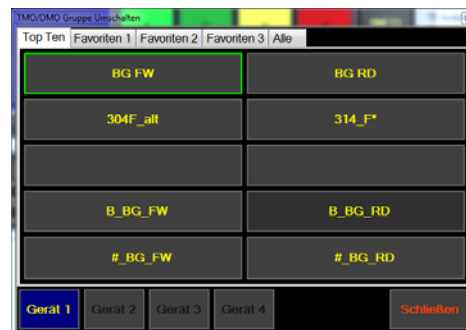 TMO/DMO Gruppe Umschalten
Top Ten Favoriten 1 Favoriten 2 Favoriten 3 Alle
BG FW BG RD
304F_alt 314_F*
B_BG_FW B_BG_RD
#_BG_FW #_BG_RD
Gerät 1 Gerät 2 Gerät 3 Gerät 4 Schließen